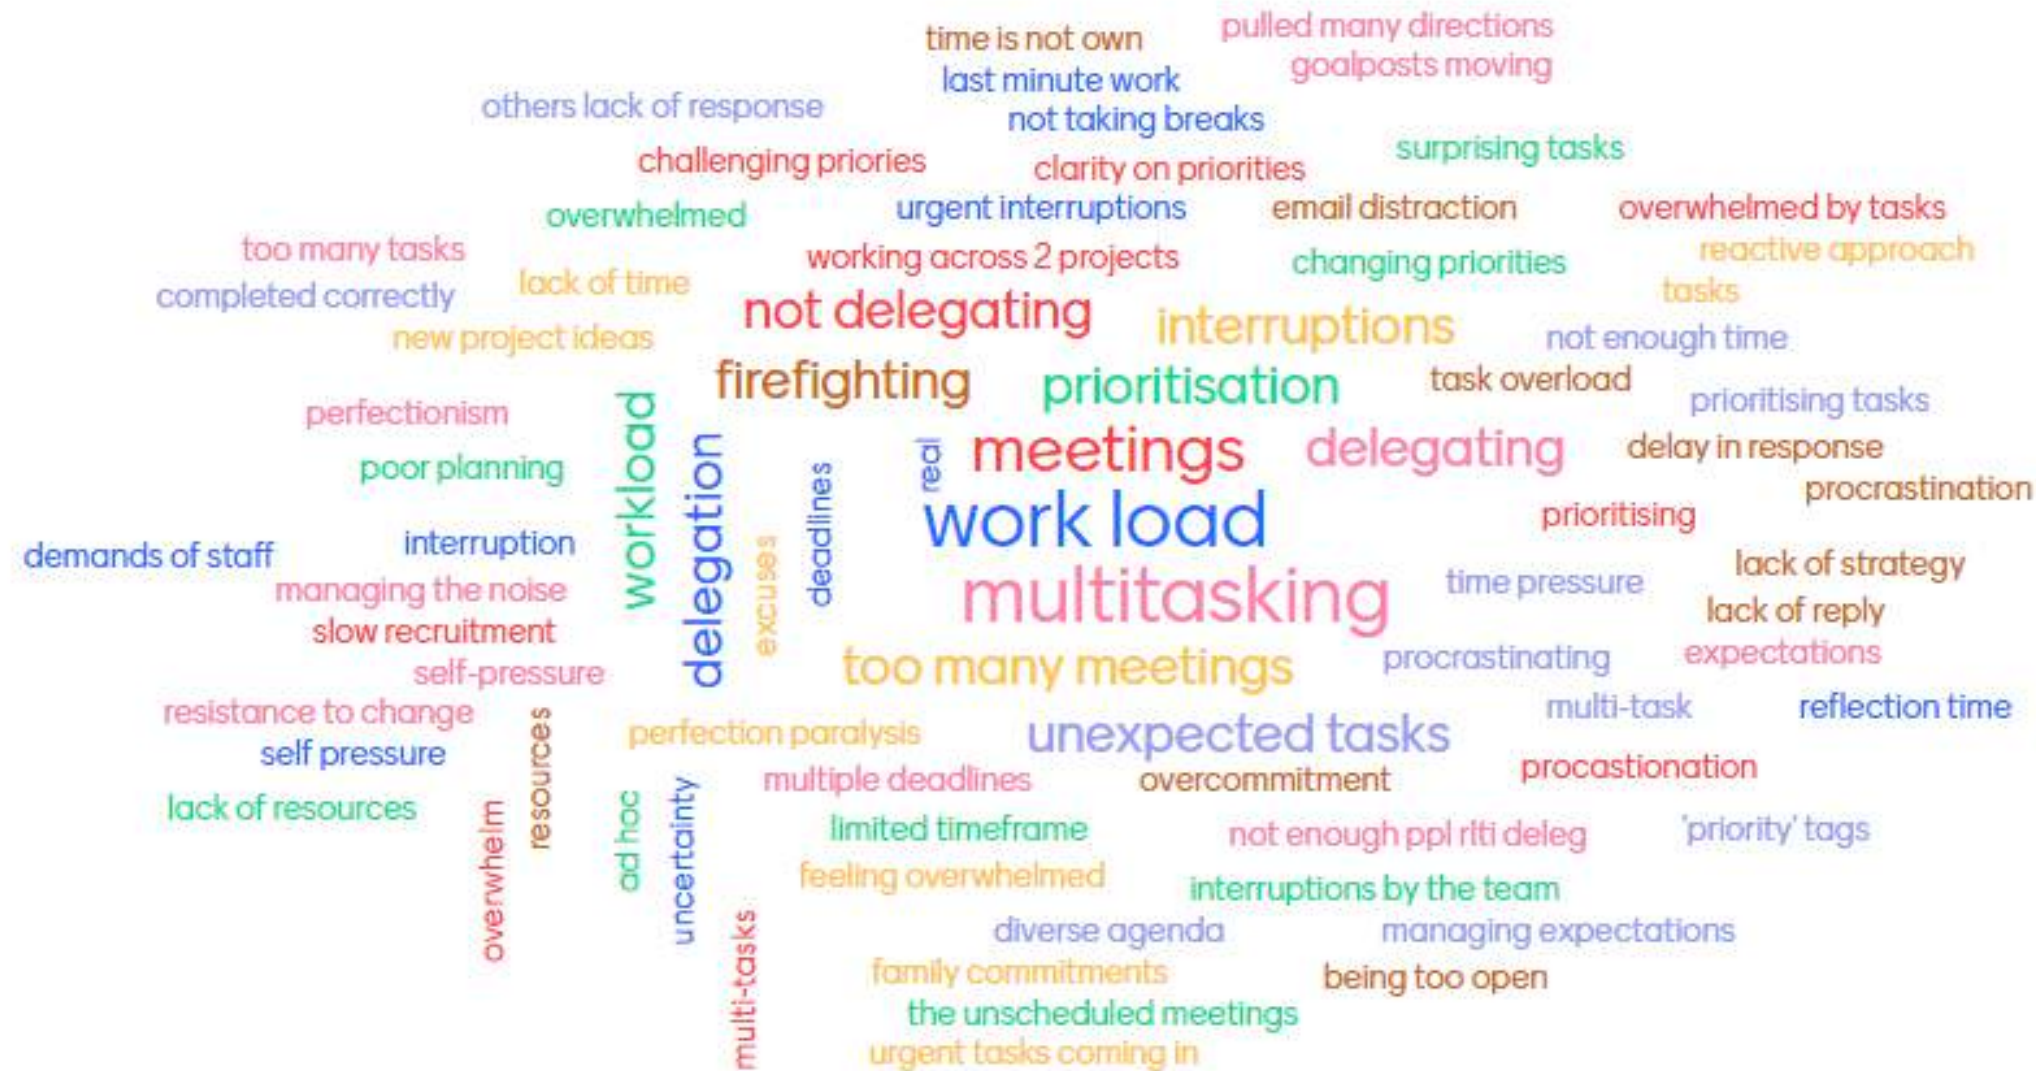 pulled many directions
time is not own
goalposts moving
last minute work
others lack of response
not taking breaks
surprising tasks
challenging priories
clarity on priorities
overwhelmed
urgent interruptions
email distraction
overwhelmed by tasks
too many tasks
working across 2 projects
changing priorities
reactive approach
completed correctly
lack of time
not delegating
interruptions
tasks
new project ideas
not enough time
firefighting
prioritisation
task overload
perfectionism
prioritising tasks
workload
delegation
real
meetings
delegating
delay in response
poor planning
deadlines
procrastination
work load
prioritising
demands of staff
interruption
excuses
lack of strategy
managing the noise
multitasking
time pressure
lack of reply
slow recruitment
self-pressure
too many meetings
procrastinating
expectations
resistance to change
resources
perfection paralysis
unexpected tasks
multi-task
reflection time
self pressure
multiple deadlines
overcommitment
procastionation
lack of resources
overwhelm
ad hoc
uncertainty
limited timeframe
not enough ppl rlti deleg
'priority' tags
feeling overwhelmed
interruptions by the team
multi-tasks
diverse agenda
managing expectations
family commitments
being too open
the unscheduled meetings
urgent tasks coming in